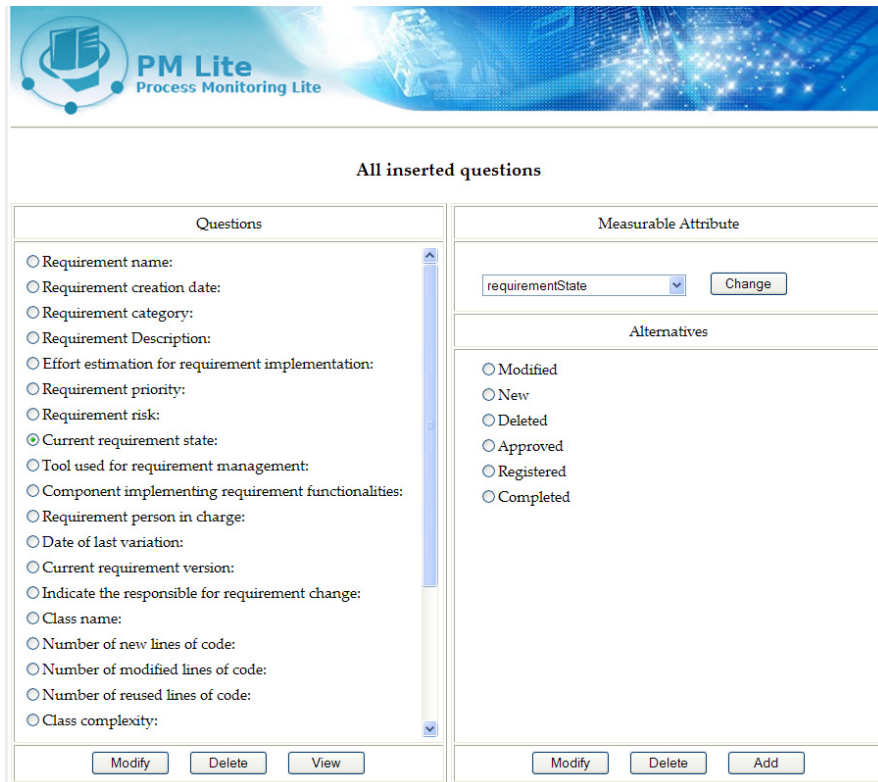 PM Lite
Process Monitoring Lite
All inserted questions
Questions
Requirement name:
Requirement creation date:
Requirement category:
Requirement Description:
Effort estimation for requirement implementation:
Requirement priority:
Requirement risk:
Current requirement state:
Tool used for requirement management:
Component implementing requirement functionalities:
Requirement person in charge:
Date of last variation:
Current requirement version:
Indicate the responsible for requirement change:
Class name:
Number of new lines of code:
Number of modified lines of code:
Number of reused lines of code:
Class complexity:
Modify Delete View
Measurable Attribute
requirementState Change
Alternatives
Modified
New
Deleted
Approved
Registered
Completed
Modify Delete Add